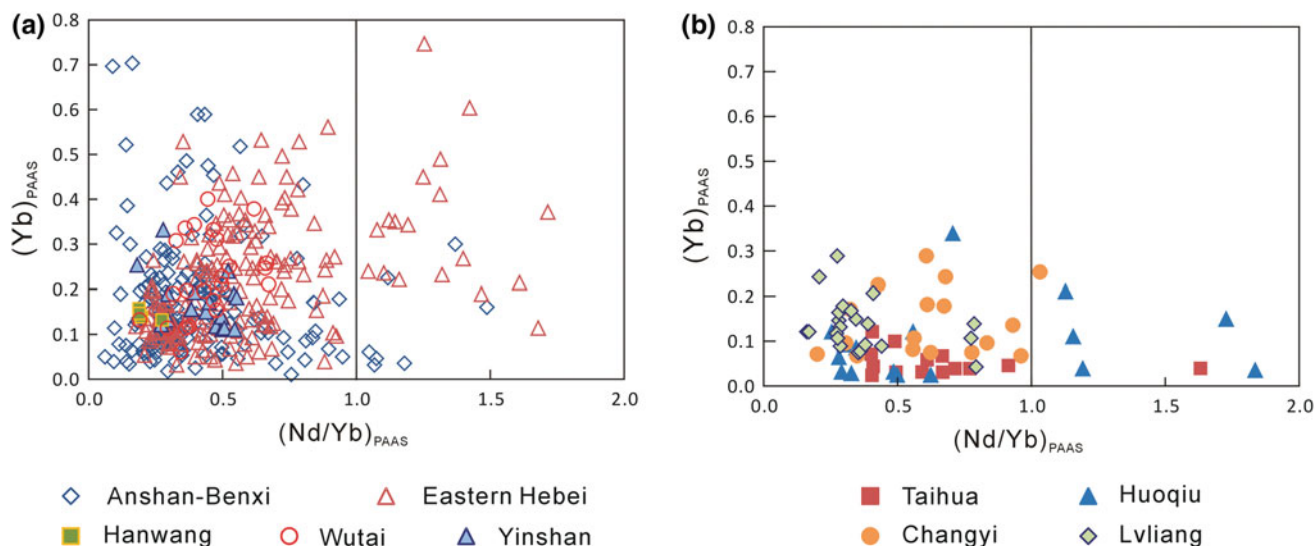 (a)
0.8
0.7
0.6
0.5
0.4
0.3
0.2
0.1
0.0
(Yb)PAAS
0.0 0.5 1.0 1.5 2.0
(Nd/Yb)PAAS
Anshan-Benxi Eastern Hebei
Hanwang Wutai Yinshan
(b)
0.8
0.7
0.6
0.5
0.4
0.3
0.2
0.1
0.0
(Yb)PAAS
0.0 0.5 1.0 1.5 2.0
(Nd/Yb)PAAS
Taihua Huoqiu
Changyi Lvliang